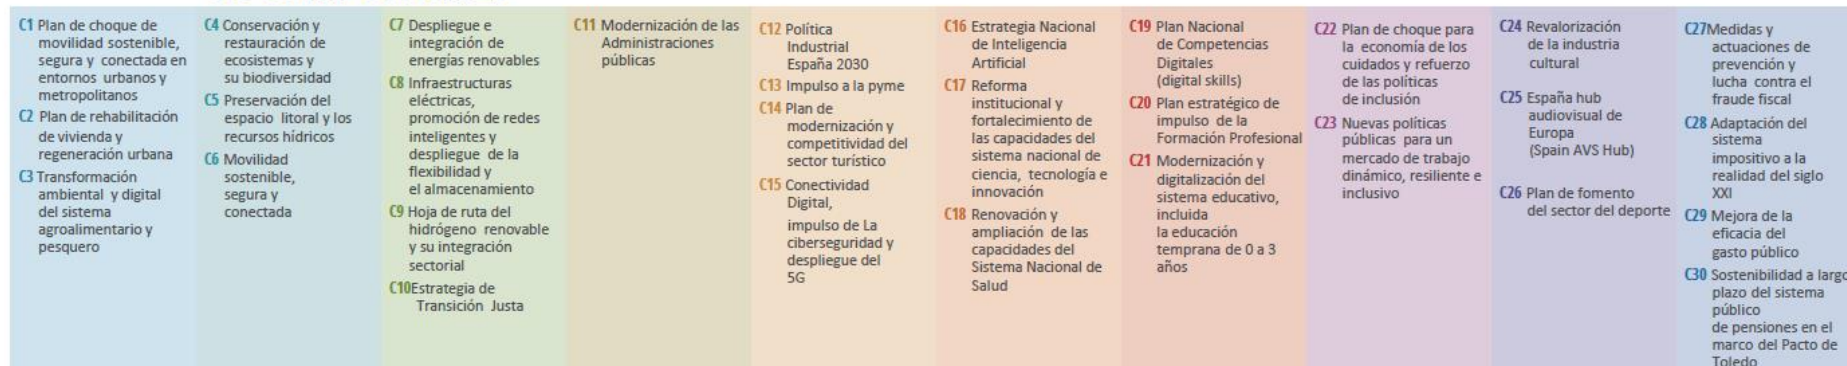 C1 Plan de choque de
movilidad sostenible,
segura y conectada en
entornos urbanos y
metropolitanos
C2 Plan de rehabilitación
de vivienda y
regeneración urbana
C3 Transformación
ambiental y digital
del sistema
agroalimentario y
pesquero
C4 Conservación y
restauración de
ecosistemas y
su biodiversidad
C5 Preservación del
espacio litoral y los
recursos hídricos
C6 Movilidad
sostenible,
segura y
conectada
C7 Despliegue e
integración de
energías renovables
C8 Infraestructuras
eléctricas,
promoción de redes
inteligentes y
despliegue de la
flexibilidad y
el almacenamiento
C9 Hoja de ruta del
hidrógeno renovable
y su integración
sectorial
C10Estrategia de
Transición Justa
C11 Modernización de las
Administraciones
públicas
C12 Política
Industrial
España 2030
C13 Impulso a la pyme
C14 Plan de
modernización y
competitividad del
sector turístico
C15 Conectividad
Digital,
impulso de La
ciberseguridad y
despliegue del
5G
C16 Estrategia Nacional
de Inteligencia
Artificial
C17 Reforma
institucional y
fortalecimiento de
las capacidades del
sistema nacional de
ciencia, tecnología e
innovación
C18 Renovación y
ampliación de las
capacidades del
Sistema Nacional de
Salud
C19 Plan Nacional
de Competencias
Digitales
(digital skills)
C20 Plan estratégico de
impulso de la
Formación Profesional
C21 Modernización y
digitalización del
sistema educativo,
incluida
la educación
temprana de 0 a 3
años
C22 Plan de choque para
la economía de los
cuidados y refuerzo
de las políticas
de inclusión
C23 Nuevas políticas
públicas para un
mercado de trabajo
dinámico, resiliente e
inclusivo
C24 Revalorización
de la industria
cultural
C25 España hub
audiovisual de
Europa
(Spain AVS Hub)
C26 Plan de fomento
del sector del deporte
C27Medidas y
actuaciones de
prevención y
lucha contra el
fraude fiscal
C28 Adaptación del
sistema
impositivo a la
realidad del siglo
XXI
C29 Mejora de la
eficacia del
gasto público
C30 Sostenibilidad a largo
plazo del sistema
público
de pensiones en el
marco del Pacto de
Toledo